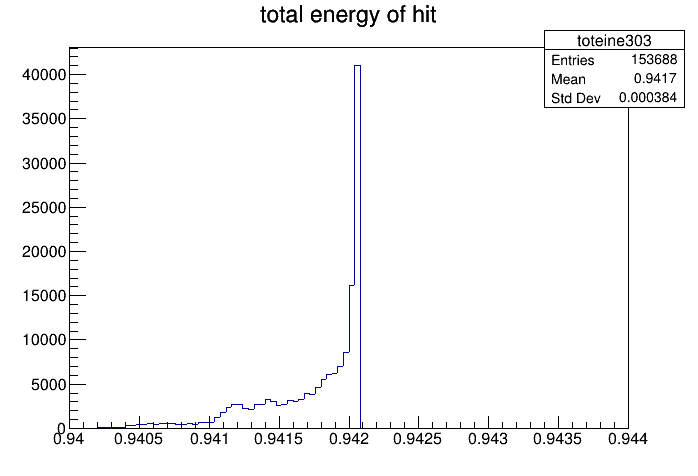 total energy of hit
toteine303
Entries 153688
Mean 0.9417
Std Dev 0.000384
40000
35000
30000
25000
20000
15000
10000
5000
0
0.94 0.9405 0.941 0.9415 0.942 0.9425 0.943 0.9435 0.944